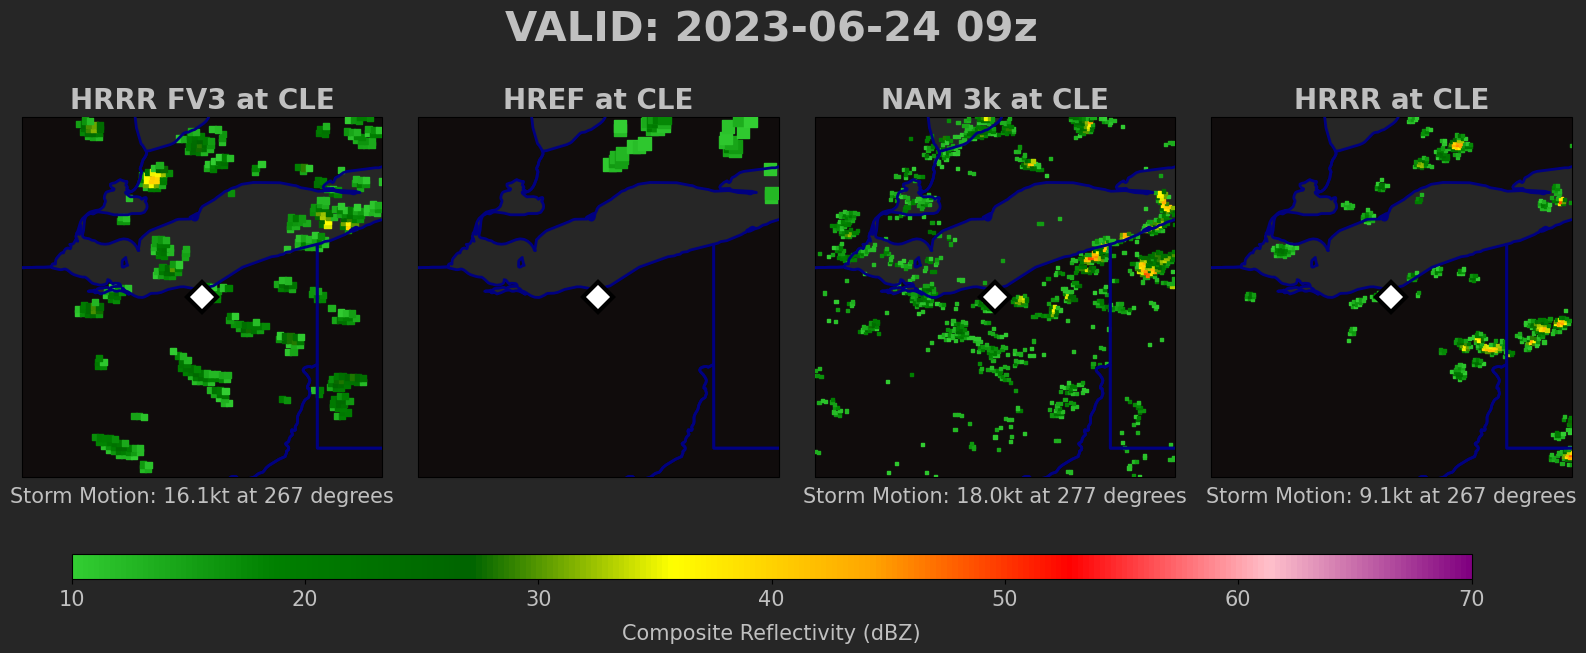 VALID: 2023-06-24 09z
HRRR FV3 at CLE
HREF at CLE
NAM 3k at CLE
HRRR at CLE
Storm Motion: 16.1kt at 267 degrees
Storm Motion: 18.0kt at 277 degrees
Storm Motion: 9.1kt at 267 degrees
10 20 30 40 50 60 70
Composite Reflectivity (dBZ)